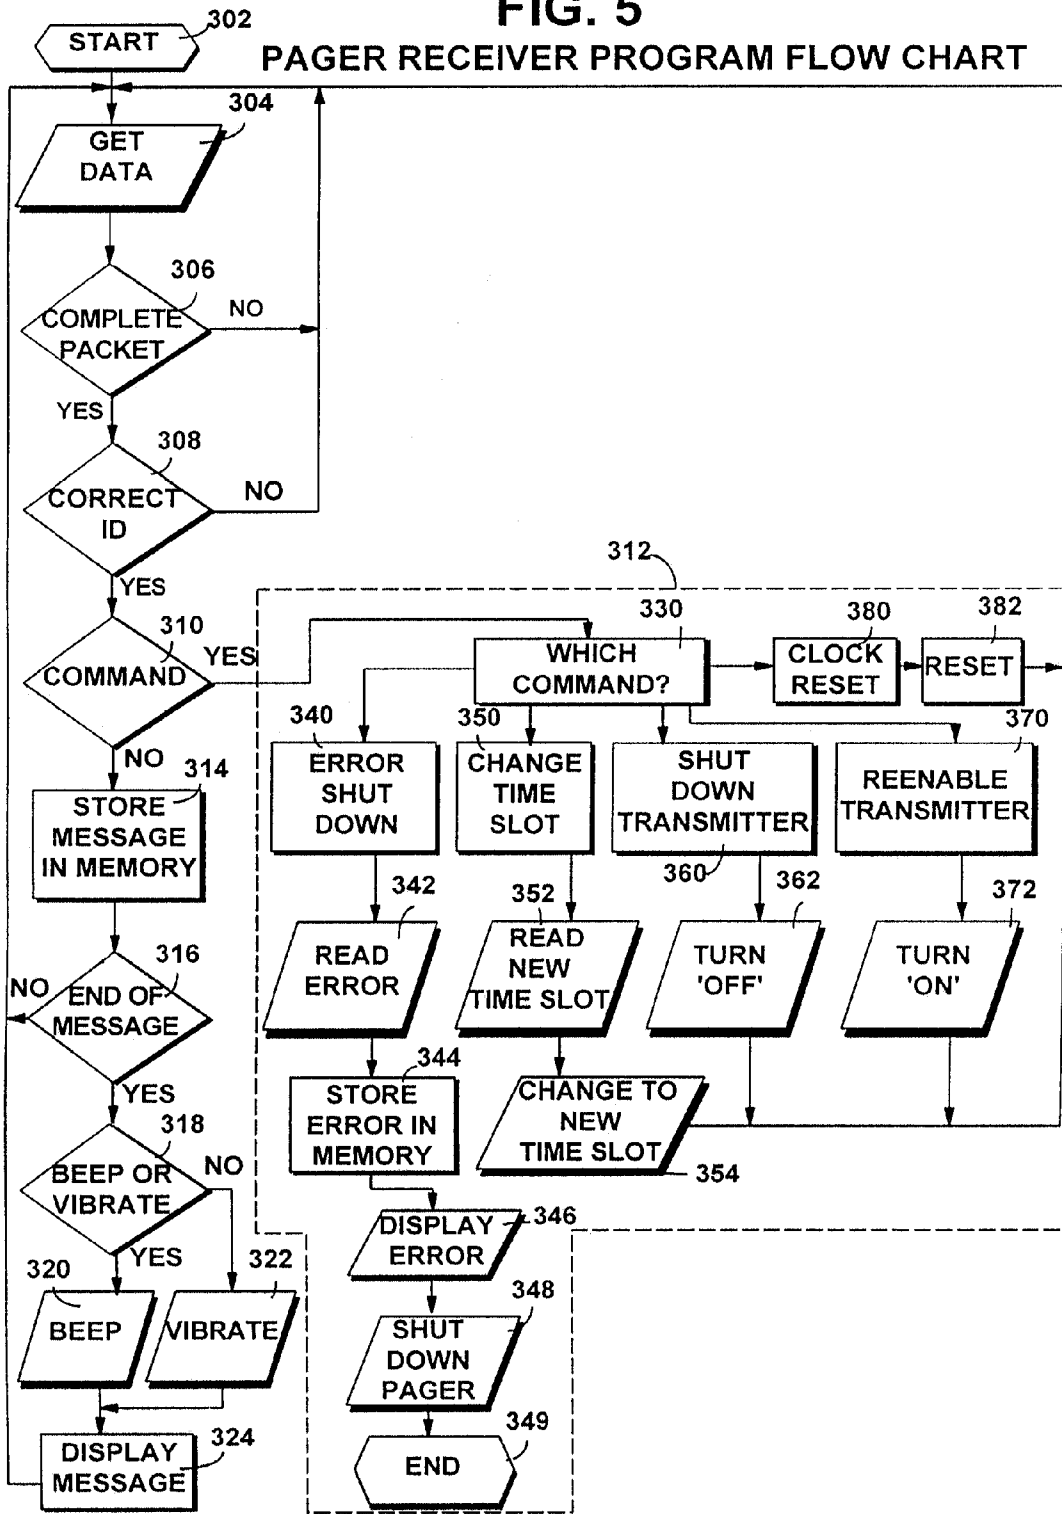 FIG. 5
PAGER RECEIVER PROGRAM FLOW CHART
START
302
GET
DATA
304
COMPLETE
PACKET
306
NO
YES
CORRECT
ID
308
NO
YES
COMMAND
310
YES
NO
STORE
MESSAGE
IN MEMORY
314
END OF
MESSAGE
316
NO
YES
BEEP OR
VIBRATE
318
NO
YES
320
BEEP
322
VIBRATE
DISPLAY
MESSAGE
324
312
WHICH
COMMAND?
330
CLOCK
RESET
380
RESET
382
340
ERROR
SHUT
DOWN
350
CHANGE
TIME
SLOT
SHUT
DOWN
TRANSMITTER
360
370
REENABLE
TRANSMITTER
342
READ
ERROR
352
READ
NEW
TIME SLOT
362
TURN
'OFF'
372
TURN
'ON'
344
STORE
ERROR IN
MEMORY
CHANGE TO
NEW
TIME SLOT
354
DISPLAY
ERROR
346
SHUT
DOWN
PAGER
348
END
349